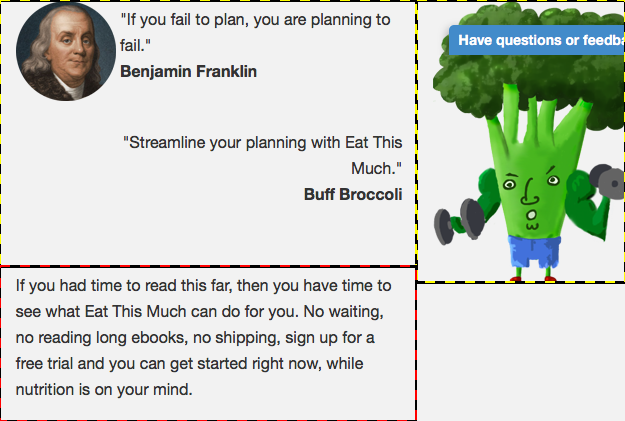 "If you fail to plan, you are planning to
fail."
Benjamin Franklin
Have questions or
"Streamline your planning with Eat This
Much."
Buff Broccoli
If you had time to read this far, then you have time to
see what Eat This Much can do for you. No waiting,
no reading long ebooks, no shipping, sign up for a
free trial and you can get started right now, while
nutrition is on your mind.